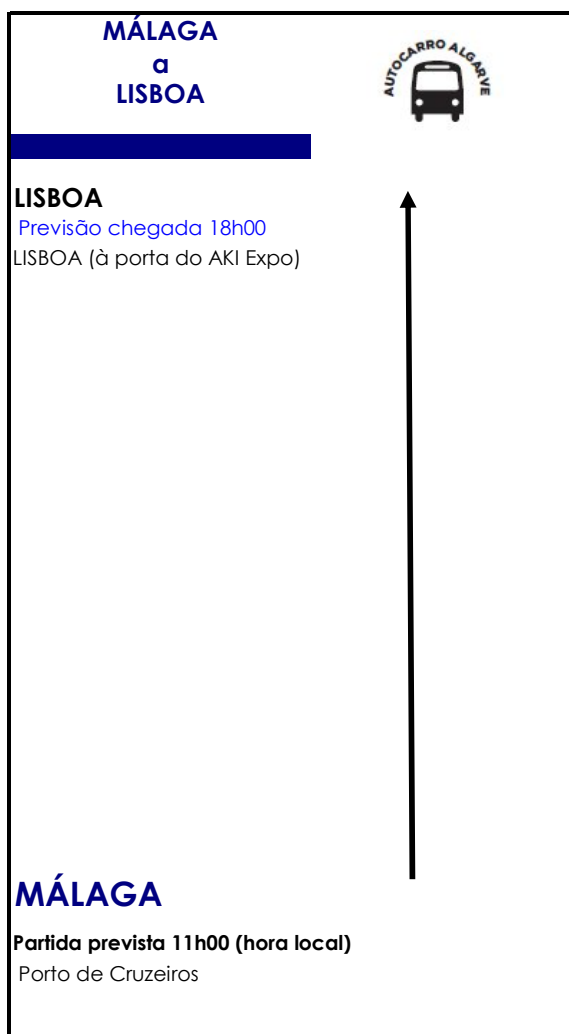 MÁLAGA
a
LISBOA
AUTOCARRO ALGARVE
LISBOA
Previsão chegada 18h00
LISBOA (à porta do AKI Expo)
MÁLAGA
Partida prevista 11h00 (hora local)
Porto de Cruzeiros